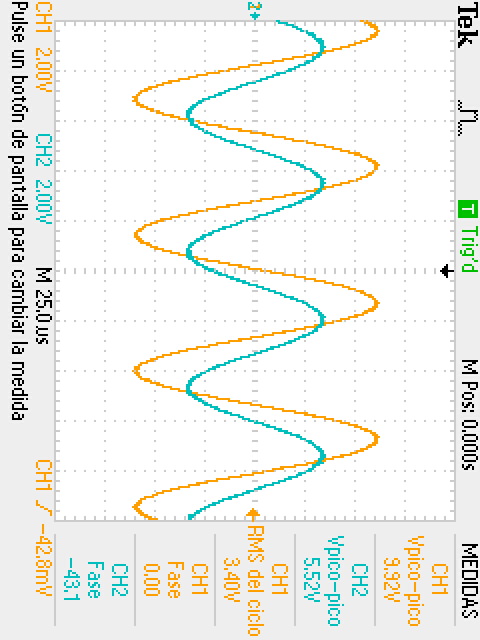 Tek
T Trig'd
M Pos: 0.000s
MEDIDAS
CH1
Vpico-pico
9.92V
CH2
Vpico-pico
5.52V
CH1
RMS del ciclo
3.40V
CH1
Fase
0.00
CH2
Fase
-43.1
2
CH1 2.00V
CH2 2.00V
M 25.0us
CH1
-42.8mV
Pulse un botón de pantalla para cambiar la medida